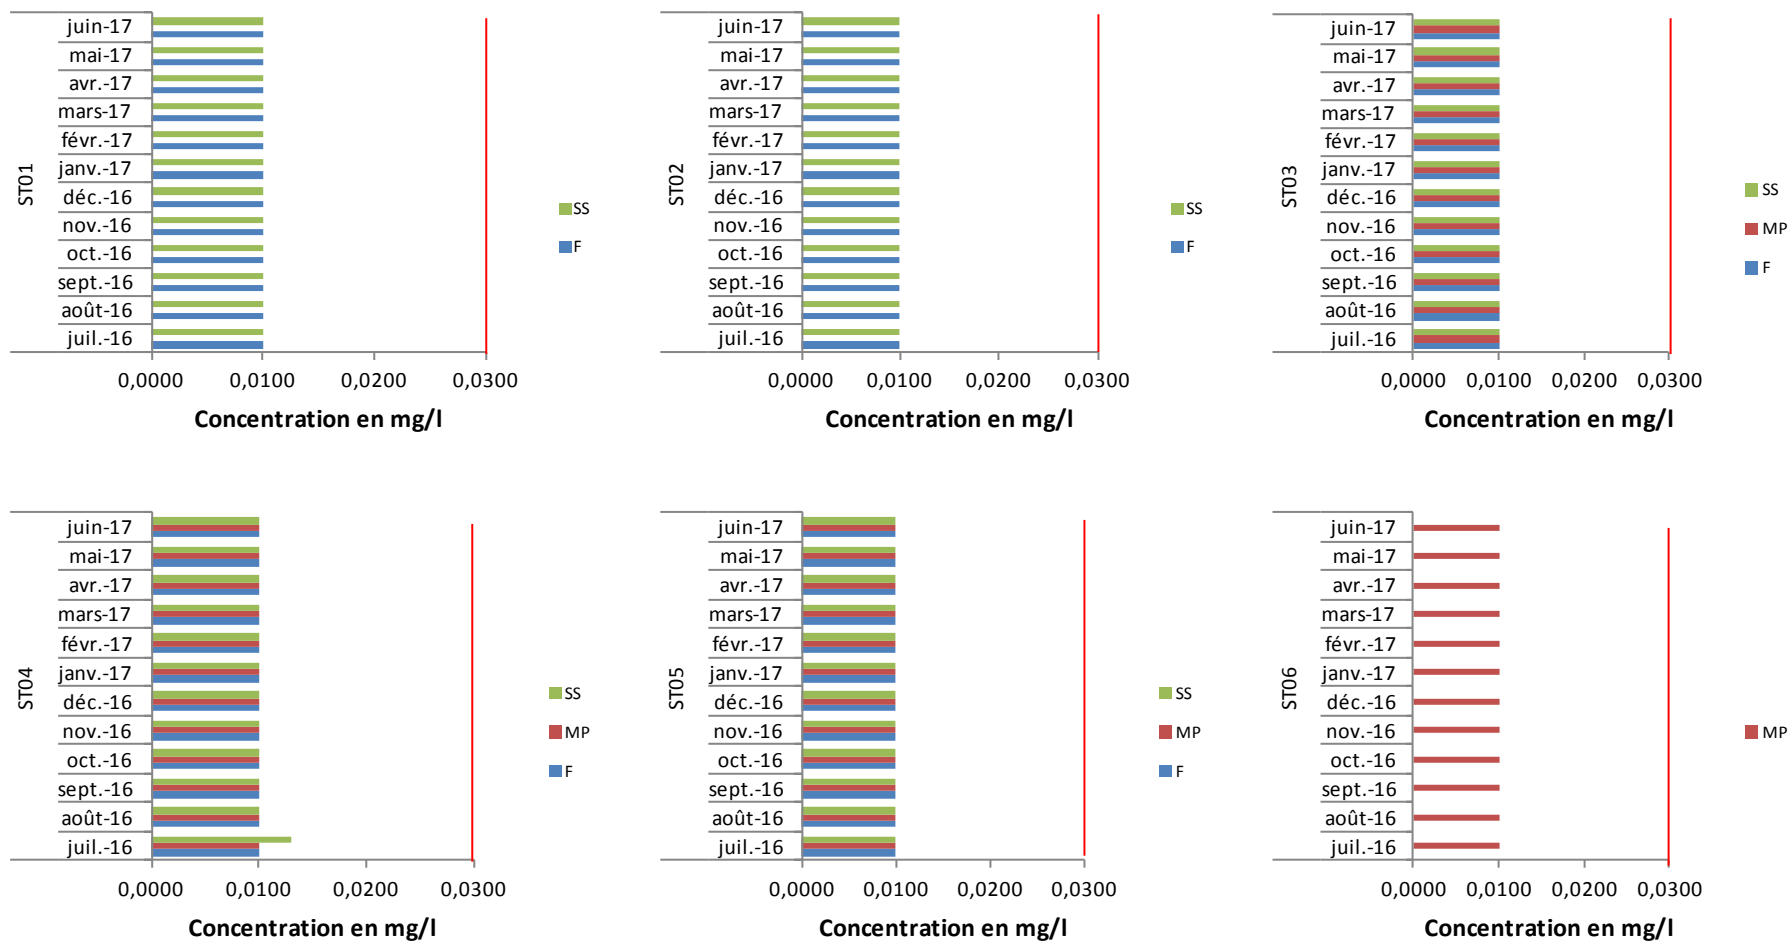 ST01
juin-17
mai-17
avr.-17
mars-17
févr.-17
janv.-17
déc.-16
nov.-16
oct.-16
sept.-16
août-16
juil.-16
0,0000 0,0100 0,0200 0,0300
Concentration en mg/l
SS
F
ST02
juin-17
mai-17
avr.-17
mars-17
févr.-17
janv.-17
déc.-16
nov.-16
oct.-16
sept.-16
août-16
juil.-16
0,0000 0,0100 0,0200 0,0300
Concentration en mg/l
SS
F
ST03
juin-17
mai-17
avr.-17
mars-17
févr.-17
janv.-17
déc.-16
nov.-16
oct.-16
sept.-16
août-16
juil.-16
0,0000 0,0100 0,0200 0,0300
Concentration en mg/l
SS
MP
F
ST04
juin-17
mai-17
avr.-17
mars-17
févr.-17
janv.-17
déc.-16
nov.-16
oct.-16
sept.-16
août-16
juil.-16
0,0000 0,0100 0,0200 0,0300
Concentration en mg/l
SS
MP
F
ST05
juin-17
mai-17
avr.-17
mars-17
févr.-17
janv.-17
déc.-16
nov.-16
oct.-16
sept.-16
août-16
juil.-16
0,0000 0,0100 0,0200 0,0300
Concentration en mg/l
SS
MP
F
ST06
juin-17
mai-17
avr.-17
mars-17
févr.-17
janv.-17
déc.-16
nov.-16
oct.-16
sept.-16
août-16
juil.-16
0,0000 0,0100 0,0200 0,0300
Concentration en mg/l
MP